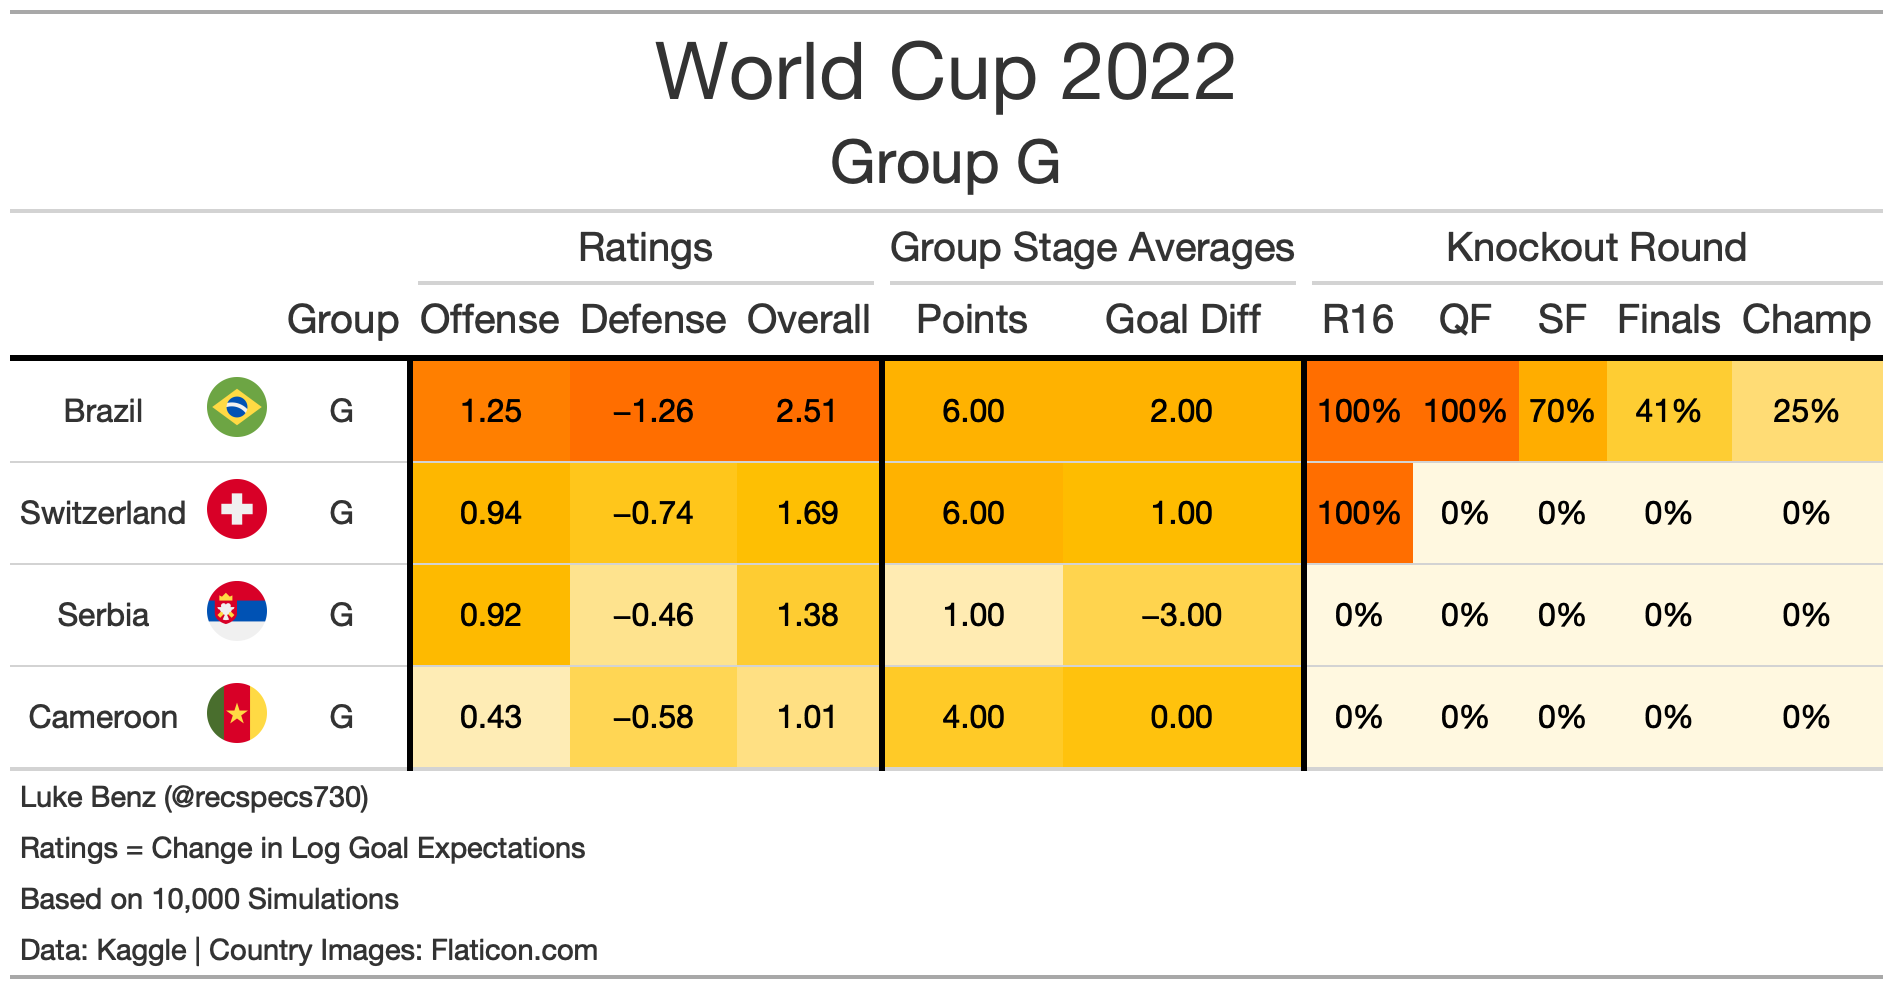 World Cup 2022
Group G
Ratings Group Stage Averages Knockout Round
Group Offense Defense Overall Points Goal Diff R16 QF SF Finals Champ
Brazil G 1.25 −1.26 2.51 6.00 2.00 100% 100% 70% 41% 25%
Switzerland G 0.94 −0.74 1.69 6.00 1.00 100% 0% 0% 0% 0%
Serbia G 0.92 −0.46 1.38 1.00 −3.00 0% 0% 0% 0% 0%
Cameroon G 0.43 −0.58 1.01 4.00 0.00 0% 0% 0% 0% 0%
Luke Benz (@recspecs730)
Ratings = Change in Log Goal Expectations
Based on 10,000 Simulations
Data: Kaggle | Country Images: Flaticon.com